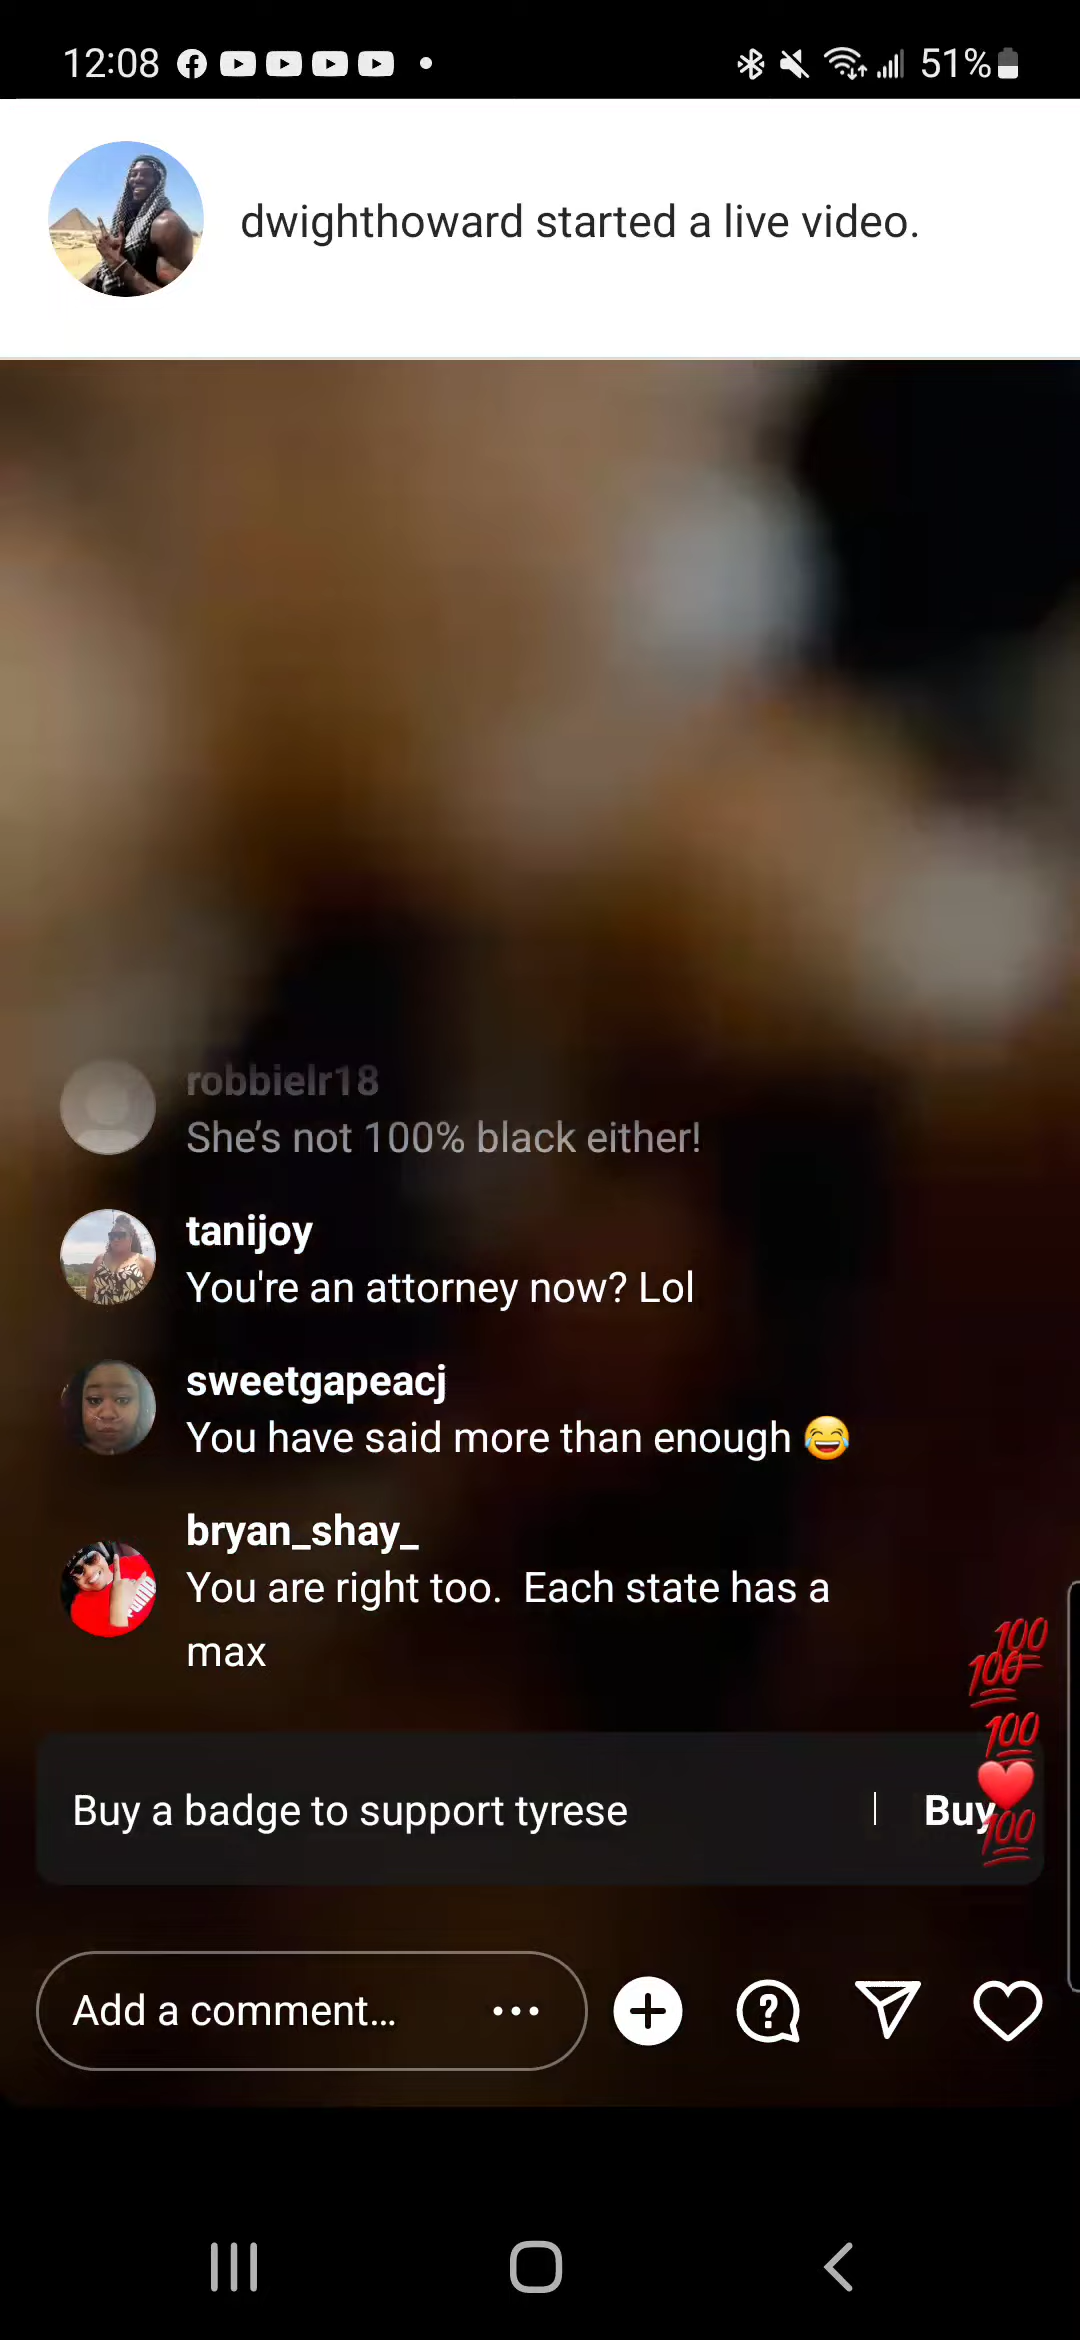 12:08
51%
dwighthoward started a live video.
robbielr18
She’s not 100% black either!
tanijoy
You're an attorney now? Lol
sweetgapeacj
You have said more than enough 😂
bryan_shay_
You are right too.  Each state has a
max
100
100
100
Buy a badge to support tyrese
Buy
100
Add a comment...